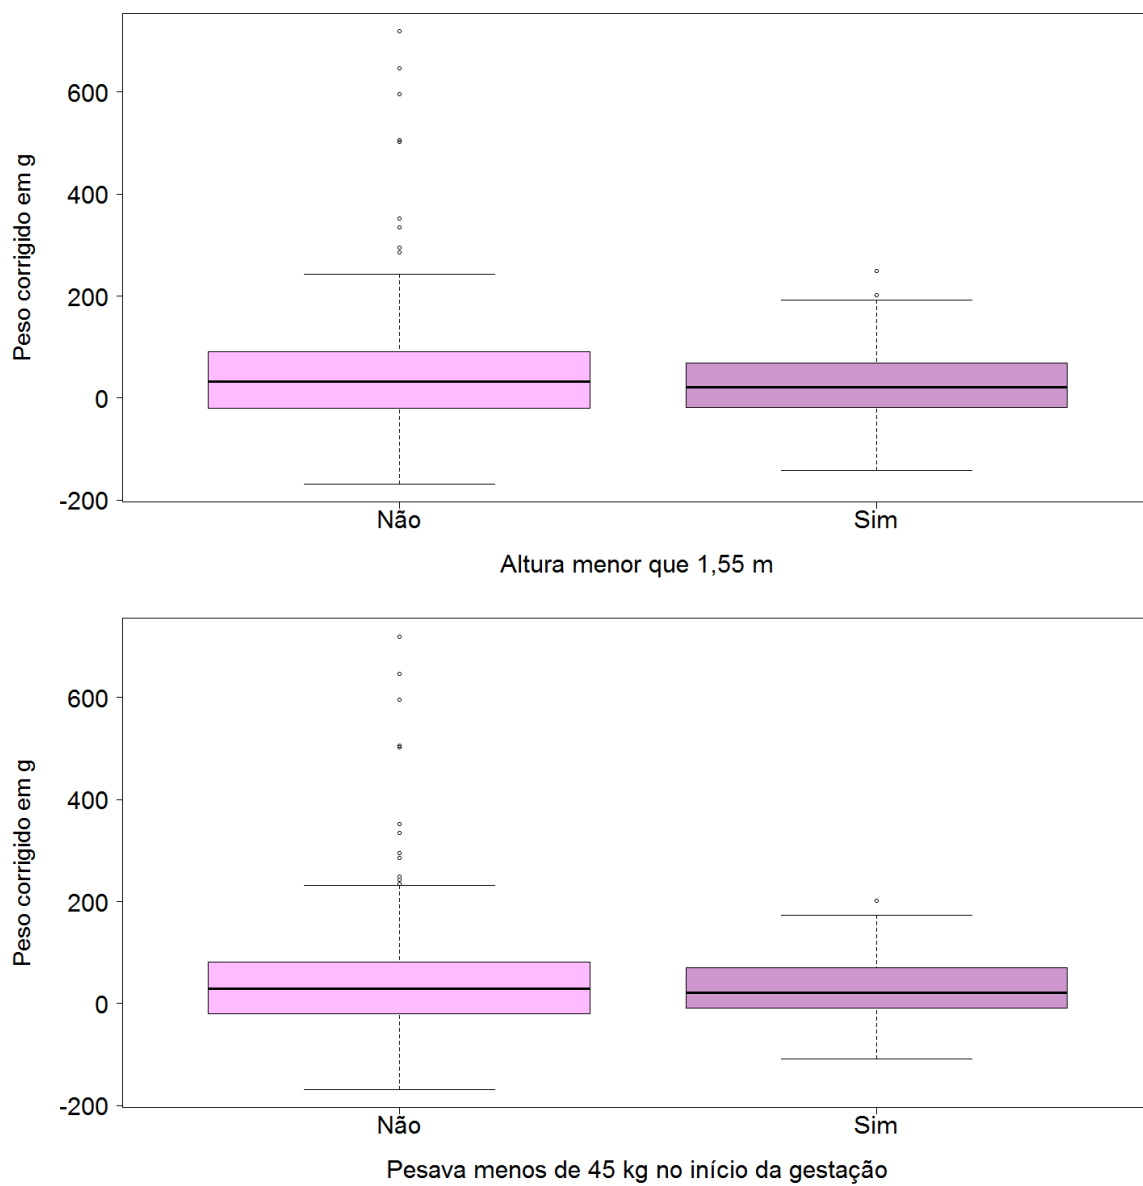 Peso corrigido em g
600
400
200
0
-200
Não Sim
Altura menor que 1,55 m
Peso corrigido em g
600
400
200
0
-200
Não Sim
Pesava menos de 45 kg no início da gestação